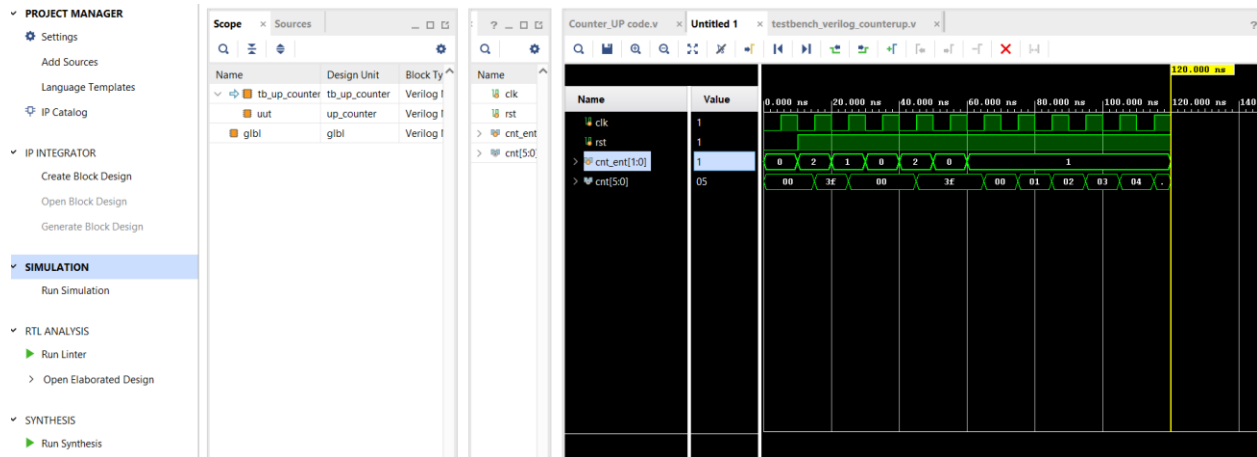 PROJECT MANAGER
Settings
Add Sources
Language Templates
IP Catalog
IP INTEGRATOR
Create Block Design
Open Block Design
Generate Block Design
SIMULATION
Run Simulation
RTL ANALYSIS
Run Linter
Open Elaborated Design
SYNTHESIS
Run Synthesis
Scope × Sources
Name Design Unit Block Ty
tb_up_counter tb_up_counter Verilog
uut up_counter Verilog
glbl glbl Verilog
Name
clk
rst
cnt_ent
cnt[5:0]
Counter_UP code.v × Untitled 1 × testbench_verilog_counterup.v ×
120.000 ns
Name Value
0.000 ns 20.000 ns 40.000 ns 60.000 ns 80.000 ns 100.000 ns 120.000 ns 140
clk 1
rst 1
cnt_ent[1:0] 1 0 2 1 0 2 0 1
cnt[5:0] 05 00 3f 00 3f 00 01 02 03 04 .